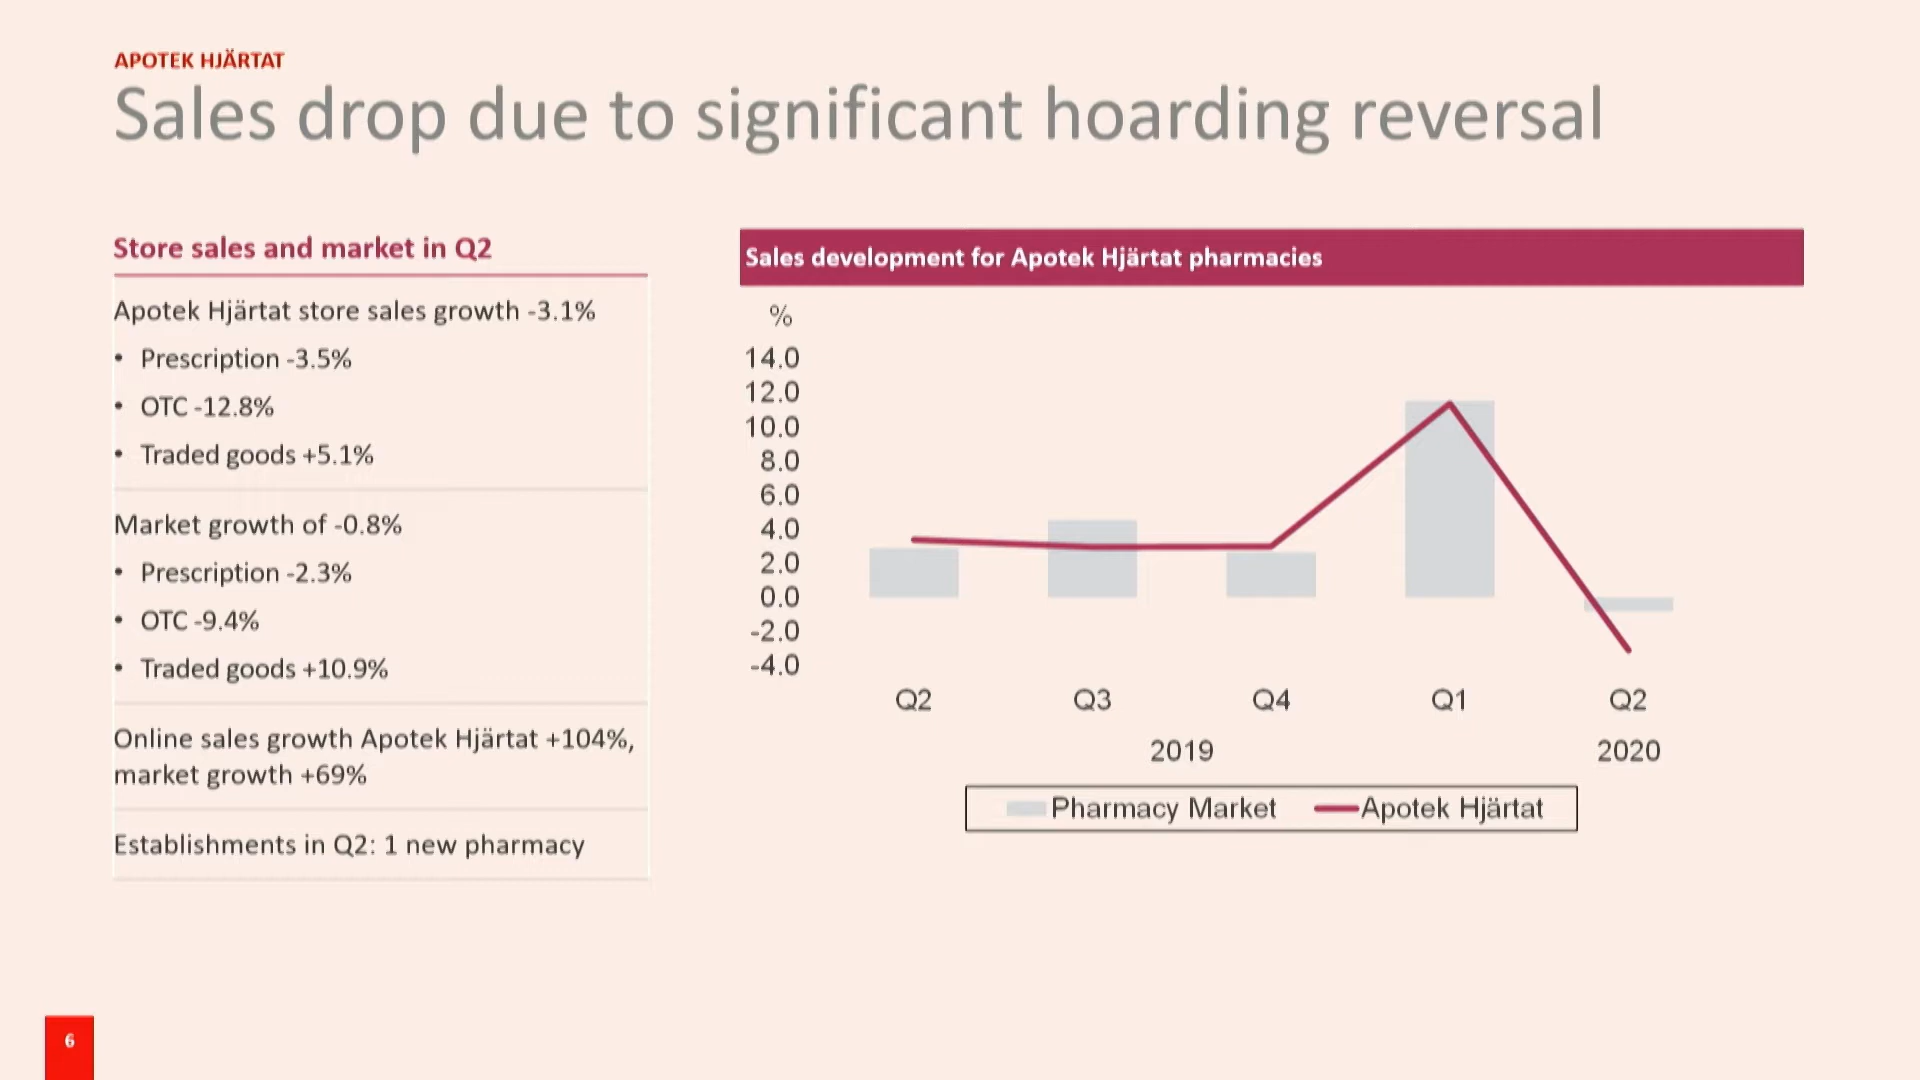 APOTEK HJÄRTAT
Sales drop due to significant hoarding reversal
Store sales and market in Q2
Apotek Hjärtat store sales growth -3.1%
• Prescription -3.5%
• OTC -12.8%
• Traded goods +5.1%
Market growth of -0.8%
• Prescription -2.3%
• OTC -9.4%
• Traded goods +10.9%
Online sales growth Apotek Hjärtat +104%,
market growth +69%
Establishments in Q2: 1 new pharmacy
Sales development for Apotek Hjärtat pharmacies
%
14.0
12.0
10.0
8.0
6.0
4.0
2.0
0.0
-2.0
-4.0
Q2 Q3 Q4 Q1 Q2
2019 2020
Pharmacy Market Apotek Hjärtat
6